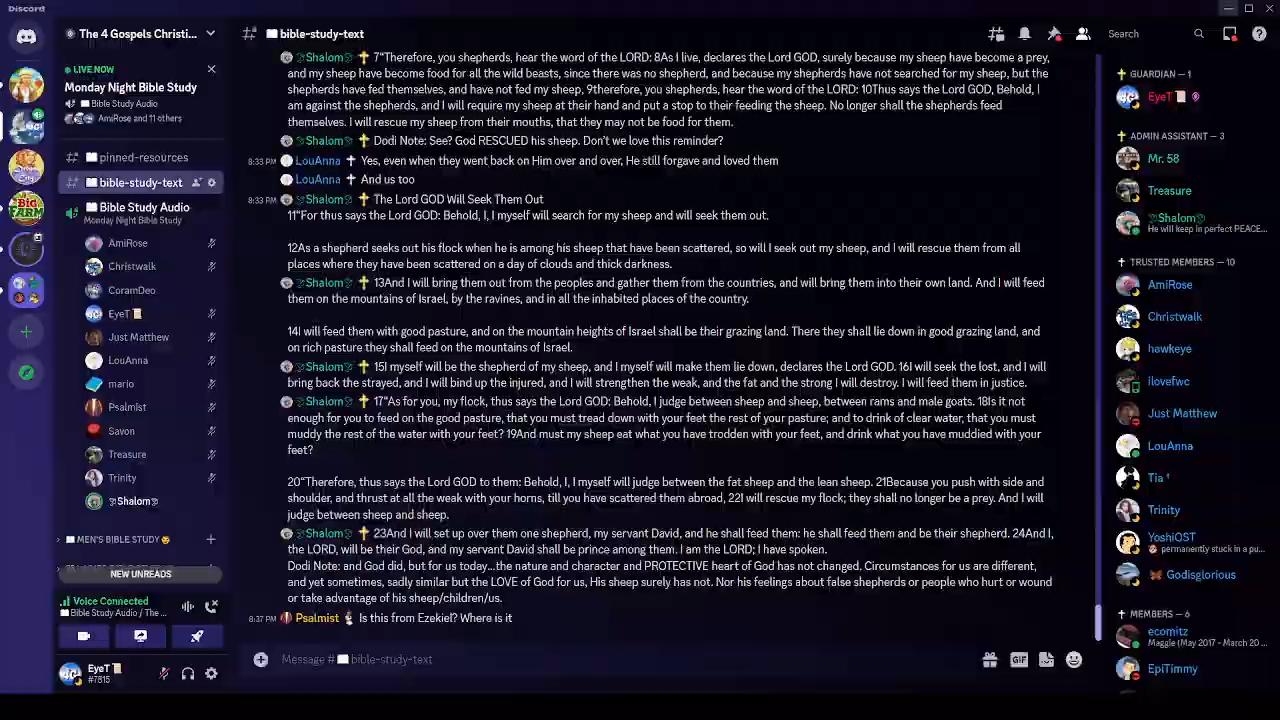 Discord
The 4 Gospels Christi...
LIVE NOW
Monday Night Bible Study
Bible Study Audio
AmiRose and 11 others
pinned-resources
bible-study-text
Bible Study Audio
Monday Night Bible Study
AmiRose
Christwalk
CoramDeo
EyeT
Just Matthew
LouAnna
mario
Psalmist
Savon
Treasure
Trinity
Shalom
MEN'S BIBLE STUDY
NEW UNREADS
Voice Connected
Bible Study Audio / The ...
EyeT
#7815
BIG FARM
# bible-study-text
Search
Shalom 7“Therefore, you shepherds, hear the word of the LORD: 8As I live, declares the Lord GOD, surely because my sheep have become a prey,
and my sheep have become food for all the wild beasts, since there was no shepherd, and because my shepherds have not searched for my sheep, but the
shepherds have fed themselves, and have not fed my sheep, 9therefore, you shepherds, hear the word of the LORD: 10Thus says the Lord GOD, Behold, I
am against the shepherds, and I will require my sheep at their hand and put a stop to their feeding the sheep. No longer shall the shepherds feed
themselves. I will rescue my sheep from their mouths, that they may not be food for them.
Shalom Dodi Note: See? God RESCUED his sheep. Don't we love this reminder?
8:33 PM LouAnna Yes, even when they went back on Him over and over, He still forgave and loved them
LouAnna And us too
8:33 PM Shalom The Lord GOD Will Seek Them Out
11“For thus says the Lord GOD: Behold, I, I myself will search for my sheep and will seek them out.
12As a shepherd seeks out his flock when he is among his sheep that have been scattered, so will I seek out my sheep, and I will rescue them from all
places where they have been scattered on a day of clouds and thick darkness.
Shalom 13And I will bring them out from the peoples and gather them from the countries, and will bring them into their own land. And I will feed
them on the mountains of Israel, by the ravines, and in all the inhabited places of the country.
14I will feed them with good pasture, and on the mountain heights of Israel shall be their grazing land. There they shall lie down in good grazing land, and
on rich pasture they shall feed on the mountains of Israel.
Shalom 15I myself will be the shepherd of my sheep, and I myself will make them lie down, declares the Lord GOD. 16I will seek the lost, and I will
bring back the strayed, and I will bind up the injured, and I will strengthen the weak, and the fat and the strong I will destroy. I will feed them in justice.
Shalom 17“As for you, my flock, thus says the Lord GOD: Behold, I judge between sheep and sheep, between rams and male goats. 18Is it not
enough for you to feed on the good pasture, that you must tread down with your feet the rest of your pasture; and to drink of clear water, that you must
muddy the rest of the water with your feet? 19And must my sheep eat what you have trodden with your feet, and drink what you have muddied with your
feet?
20“Therefore, thus says the Lord GOD to them: Behold, I, I myself will judge between the fat sheep and the lean sheep. 21Because you push with side and
shoulder, and thrust at all the weak with your horns, till you have scattered them abroad, 22I will rescue my flock; they shall no longer be a prey. And I will
judge between sheep and sheep.
Shalom 23And I will set up over them one shepherd, my servant David, and he shall feed them: he shall feed them and be their shepherd. 24And I,
the LORD, will be their God, and my servant David shall be prince among them. I am the LORD; I have spoken.
Dodi Note: and God did, but for us today...the nature and character and PROTECTIVE heart of God has not changed. Circumstances for us are different,
and yet sometimes, sadly similar but the LOVE of God for us, His sheep surely has not. Nor his feelings about false shepherds or people who hurt or wound
or take advantage of his sheep/children/us.
8:37 PM Psalmist Is this from Ezekiel? Where is it
Message # bible-study-text
GIF
GUARDIAN – 1
EyeT
ADMIN ASSISTANT – 3
Mr. 58
Treasure
Shalom
He will keep in perfect PEACE...
TRUSTED MEMBERS – 10
AmiRose
Christwalk
hawkeye
ilovefwc
Just Matthew
LouAnna
Tia
Trinity
YoshiOST
permanently stuck in a pu...
Godisglorious
MEMBERS – 6
ecomitz
Maggie (May 2017 - March 20 ...
EpiTimmy